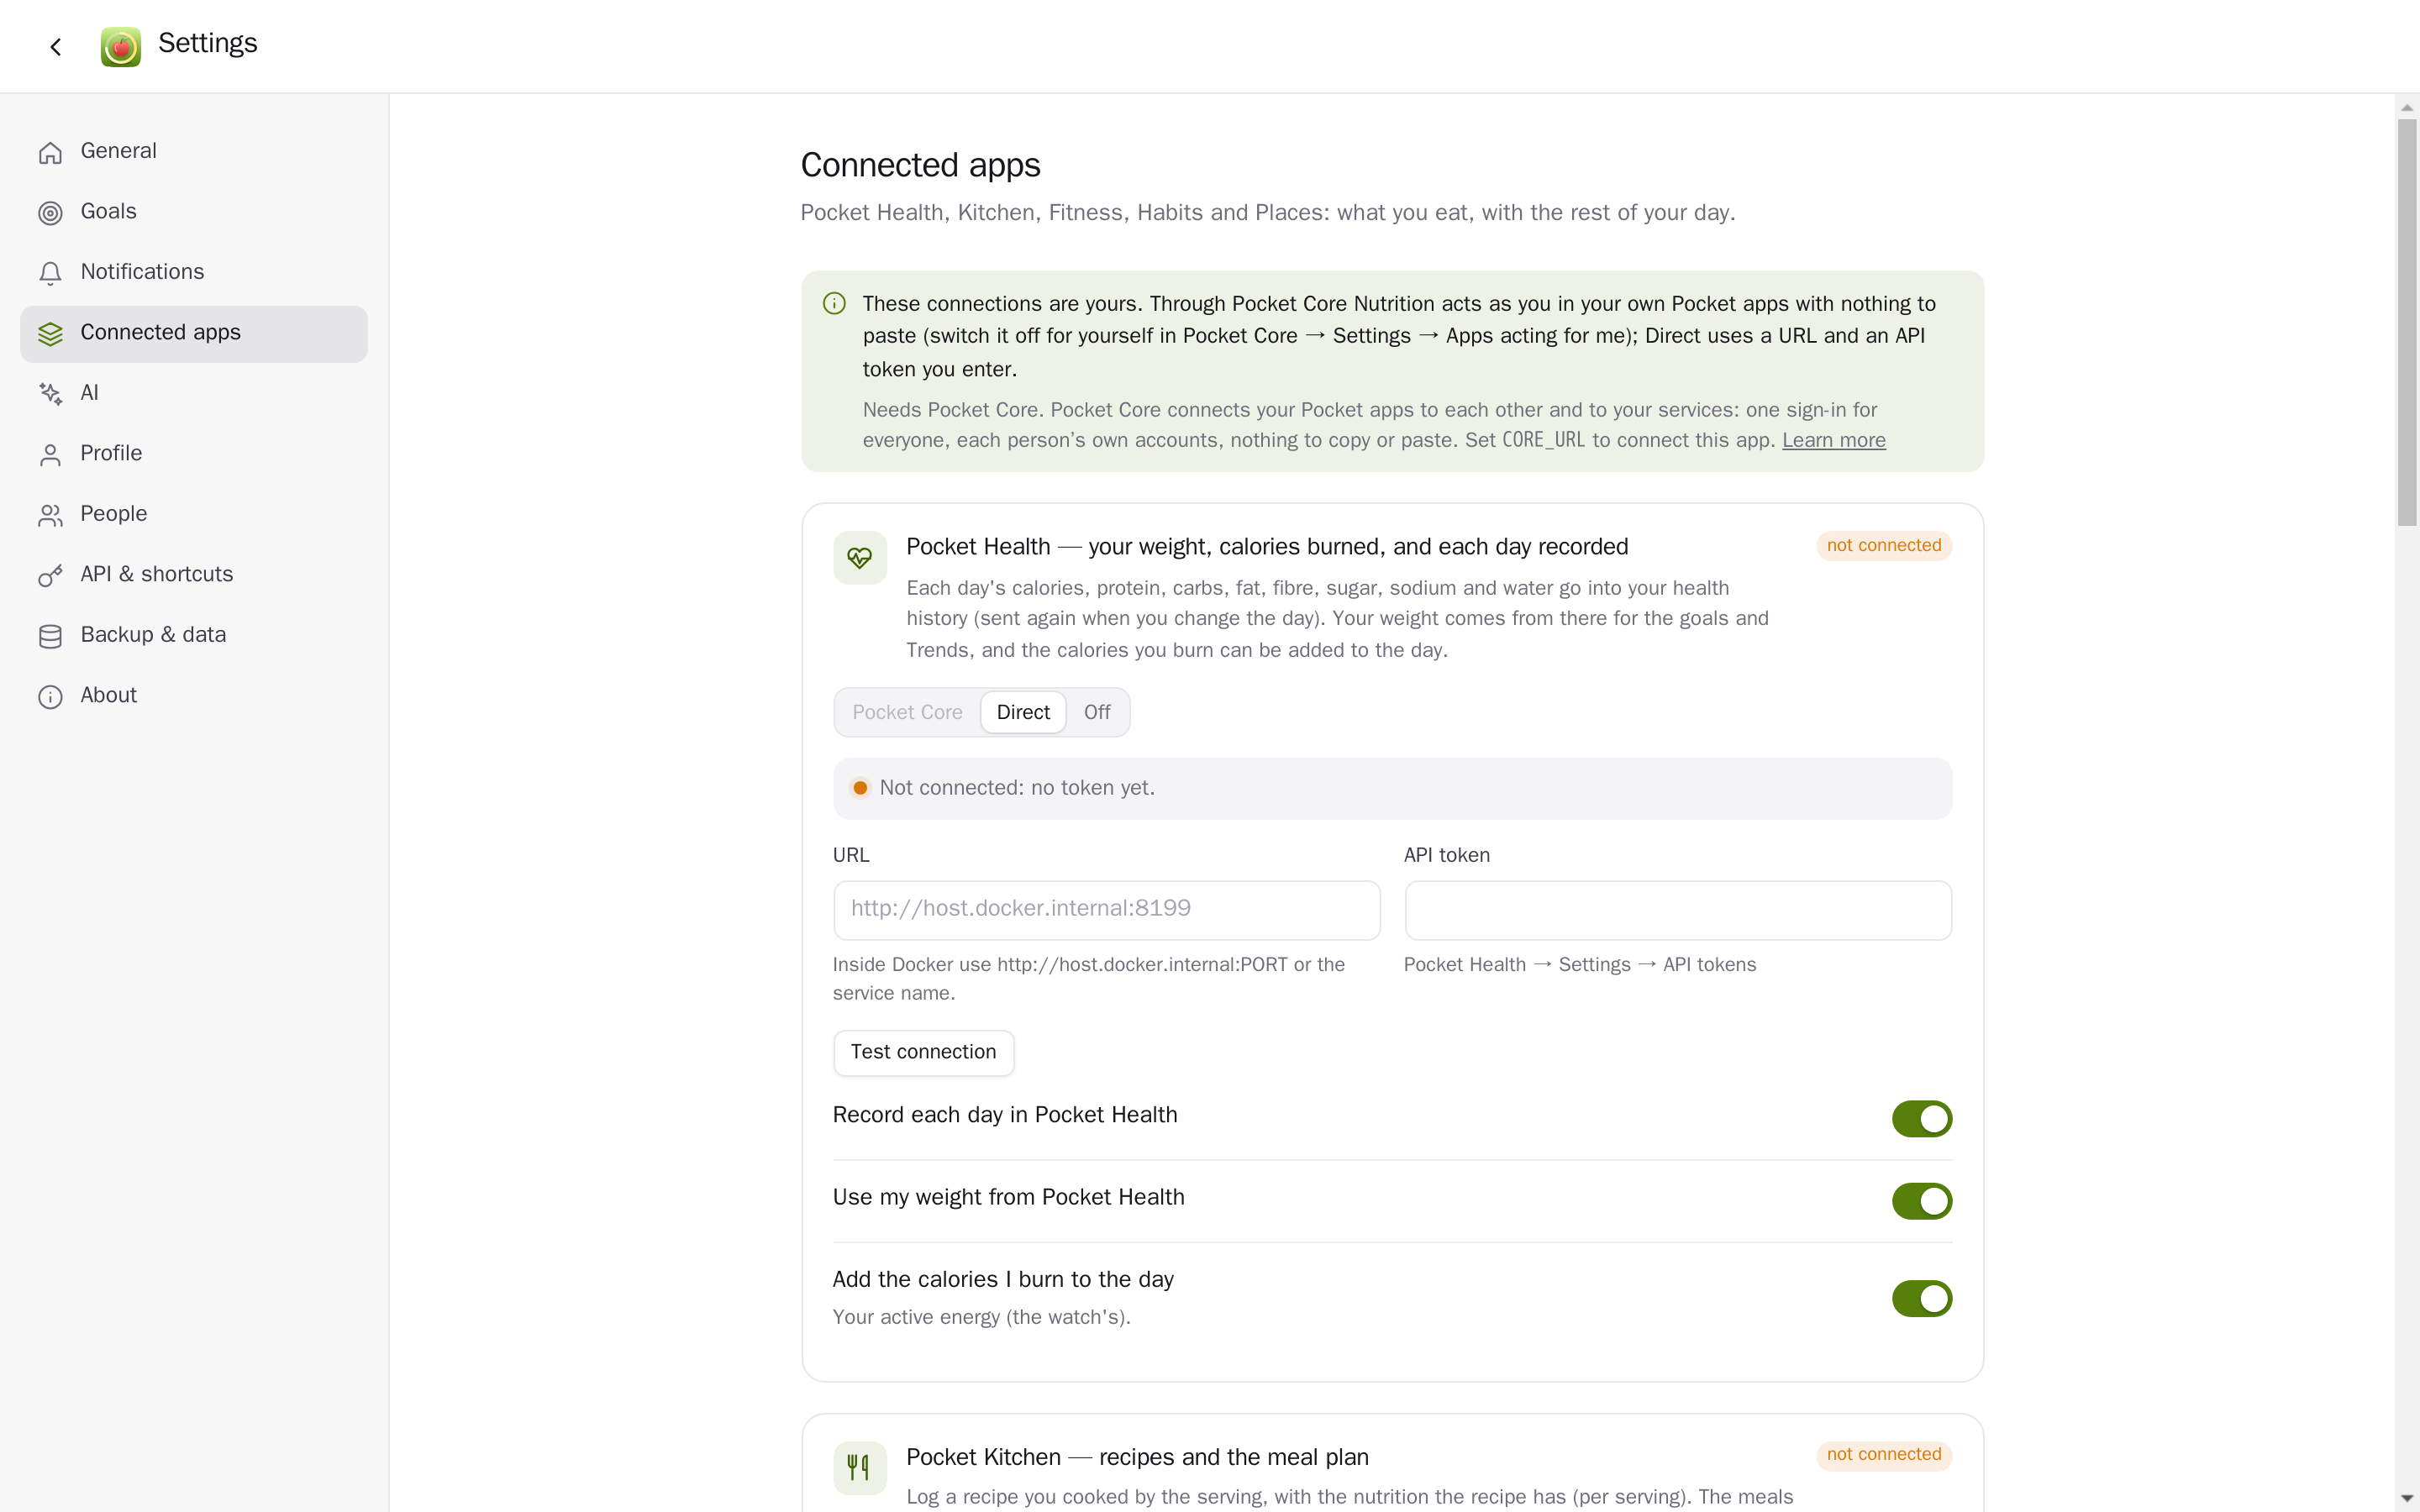 Settings
General
Goals
Notifications
Connected apps
AI
Profile
People
API & shortcuts
Backup & data
About
Connected apps
Pocket Health, Kitchen, Fitness, Habits and Places: what you eat, with the rest of your day.
These connections are yours. Through Pocket Core Nutrition acts as you in your own Pocket apps with nothing to
paste (switch it off for yourself in Pocket Core → Settings → Apps acting for me); Direct uses a URL and an API
token you enter.
Needs Pocket Core. Pocket Core connects your Pocket apps to each other and to your services: one sign-in for
everyone, each person’s own accounts, nothing to copy or paste. Set CORE_URL to connect this app. Learn more
Pocket Health — your weight, calories burned, and each day recorded
not connected
Each day's calories, protein, carbs, fat, fibre, sugar, sodium and water go into your health
history (sent again when you change the day). Your weight comes from there for the goals and
Trends, and the calories you burn can be added to the day.
Pocket Core Direct Off
Not connected: no token yet.
URL
http://host.docker.internal:8199
Inside Docker use http://host.docker.internal:PORT or the
service name.
API token
Pocket Health → Settings → API tokens
Test connection
Record each day in Pocket Health
Use my weight from Pocket Health
Add the calories I burn to the day
Your active energy (the watch's).
Pocket Kitchen — recipes and the meal plan
not connected
Log a recipe you cooked by the serving, with the nutrition the recipe has (per serving). The meals